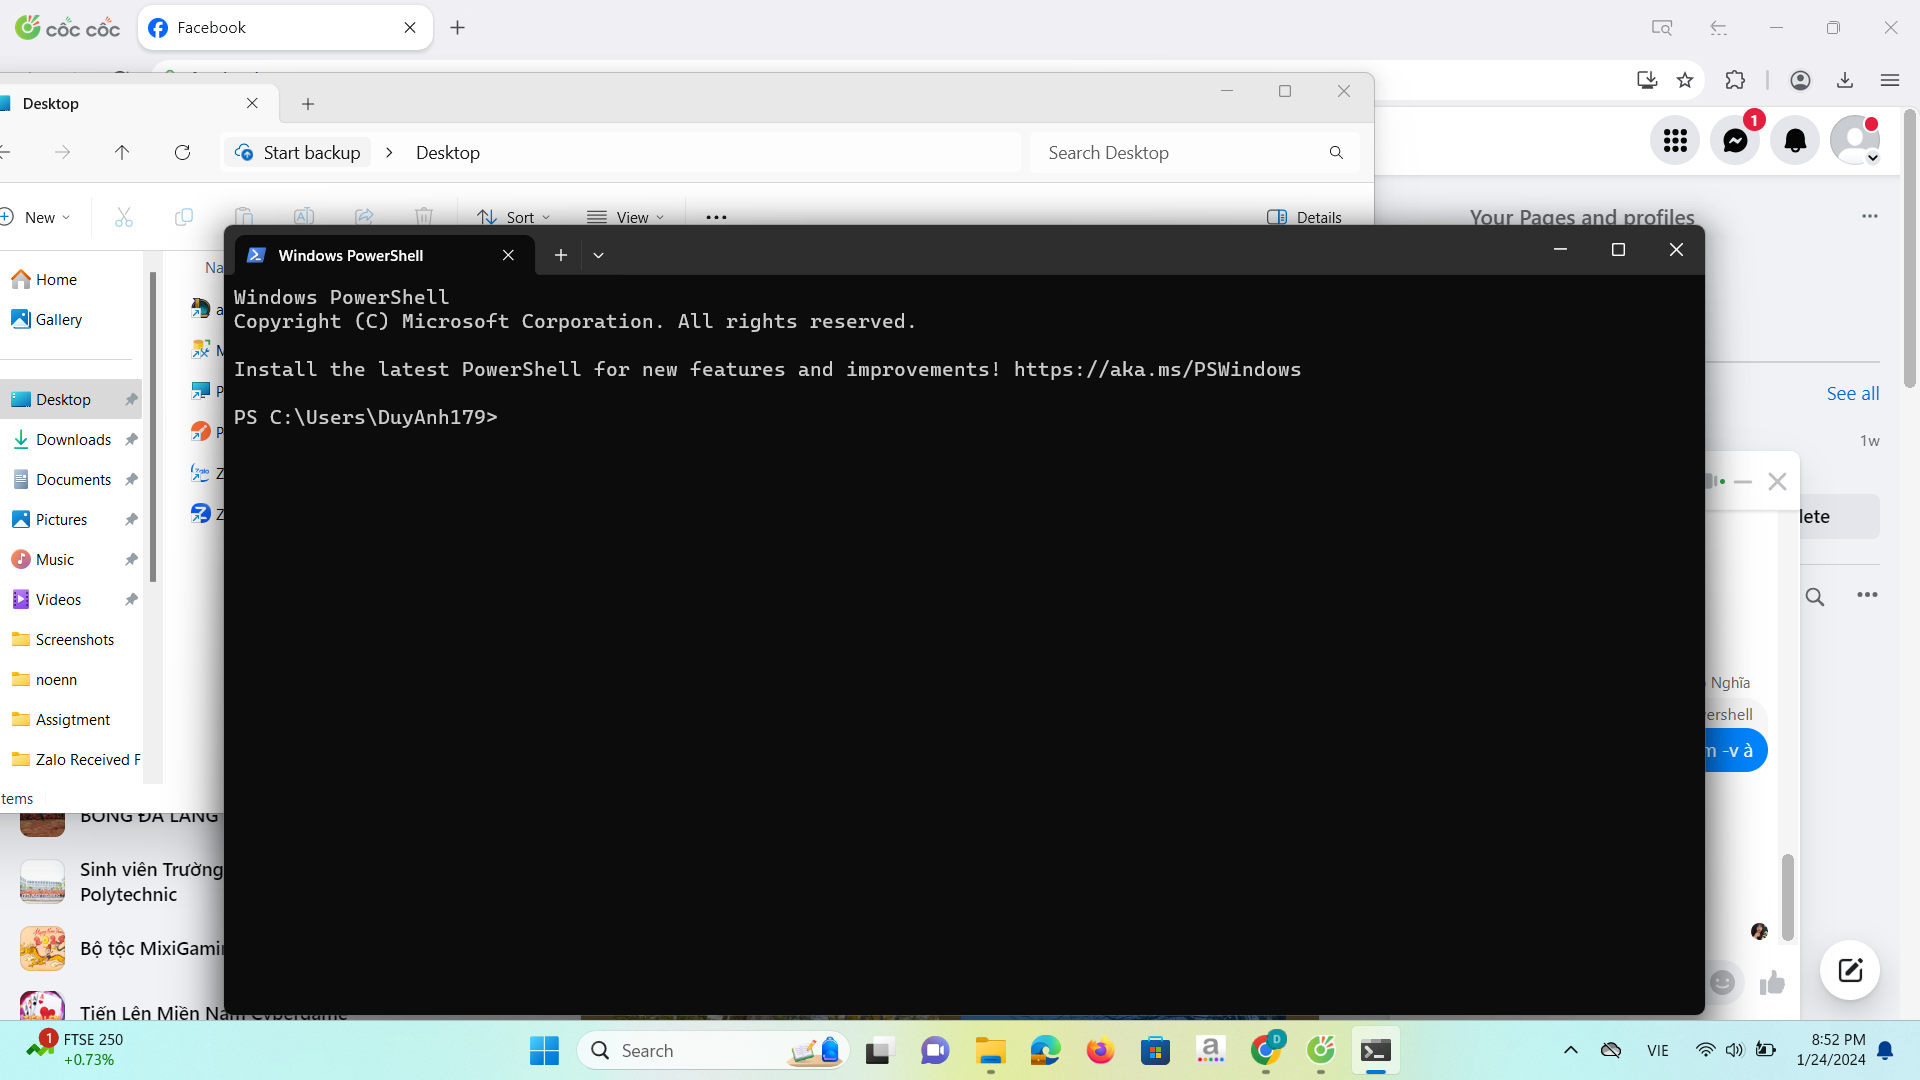 cốc cốc
Facebook
Desktop
Start backup
Desktop
Search Desktop
1
New
Sort
View
Details
Your Pages and profiles
Home
Gallery
Desktop
Downloads
Documents
Pictures
Music
Videos
Screenshots
noenn
Assigtment
Zalo Received F
tems
Na
a
M
P
P
Z
Z
Windows PowerShell
Windows PowerShell
Copyright (C) Microsoft Corporation. All rights reserved.
Install the latest PowerShell for new features and improvements! https://aka.ms/PSWindows
PS C:\Users\DuyAnh179>
See all
1w
lete
Nghĩa
ershell
-v à
BÓNG ĐÁ LÀNG
Sinh viên Trường
Polytechnic
Bộ tộc MixiGamin
Tiến Lên Miền Nam Cybergame
1
FTSE 250
+0.73%
Search
D
VIE
8:52 PM
1/24/2024